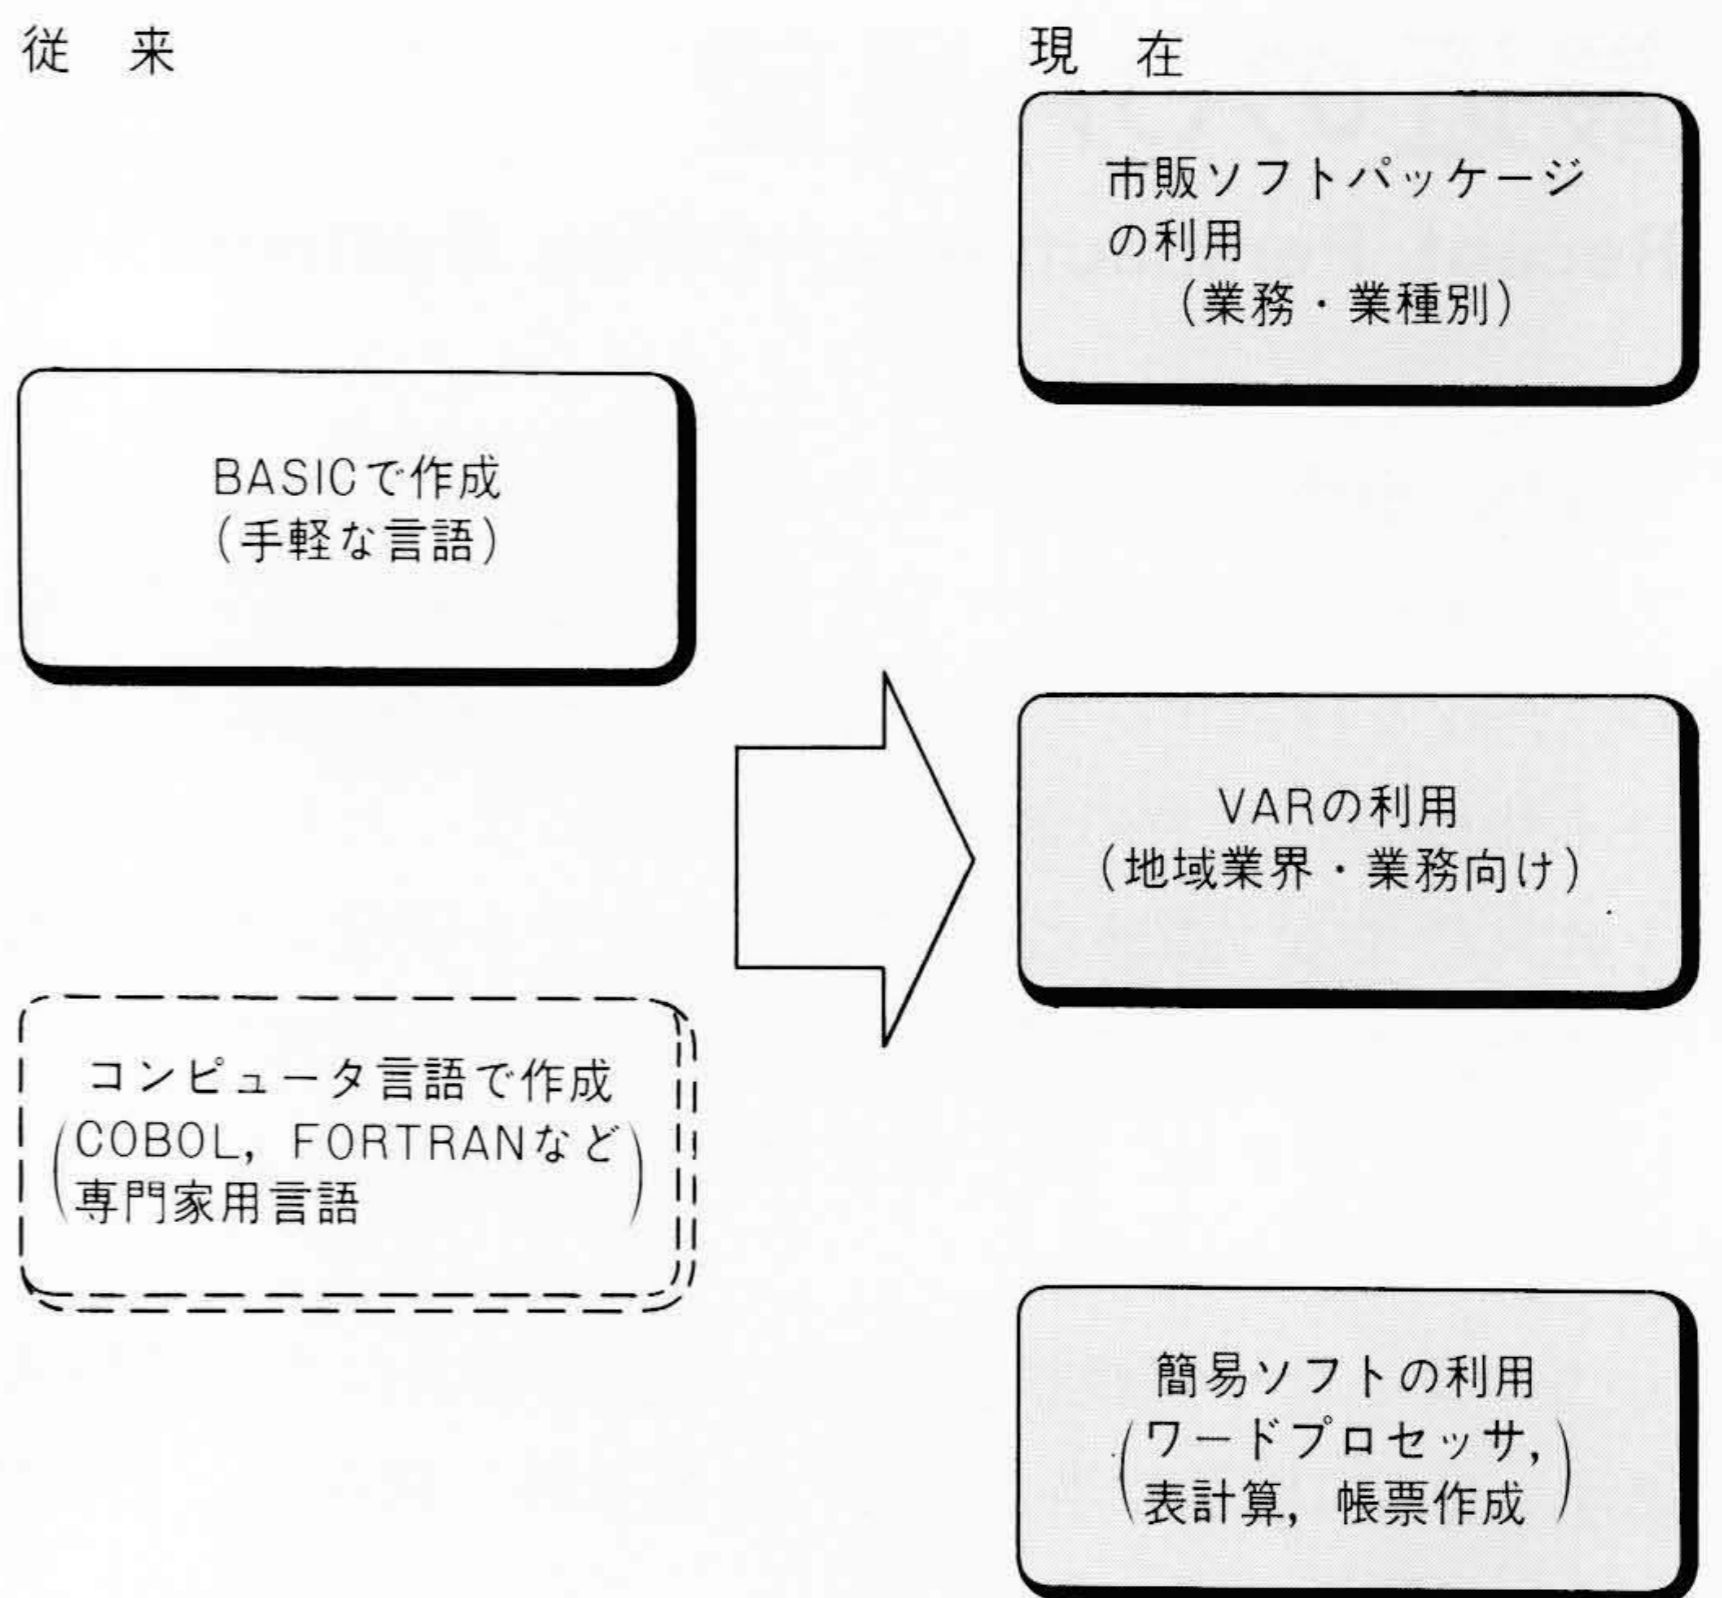 従 来
BASICで作成
(手軽な言語)
コンピュータ言語で作成
(COBOL, FORTRANなど
専門家用言語)
現 在
市販ソフトパッケージ
の利用
(業務・業種別)
VARの利用
(地域業界・業務向け)
簡易ソフトの利用
(ワードプロセッサ,
表計算, 帳票作成)